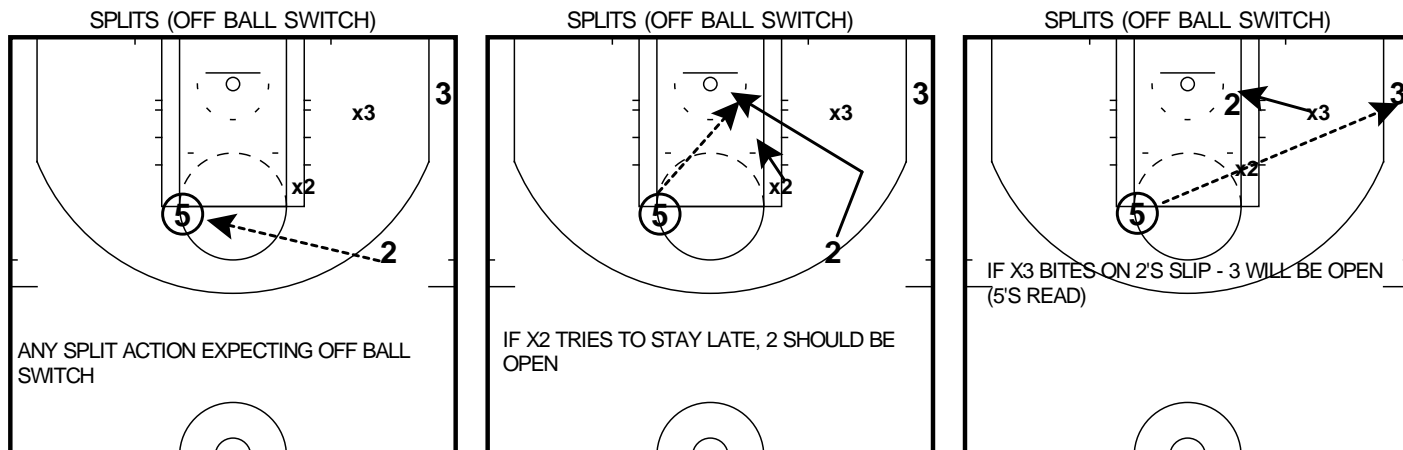 SPLITS (OFF BALL SWITCH)
3
x3
x2
5
2
ANY SPLIT ACTION EXPECTING OFF BALL
SWITCH
SPLITS (OFF BALL SWITCH)
3
x3
x2
5
2
IF X2 TRIES TO STAY LATE, 2 SHOULD BE
OPEN
SPLITS (OFF BALL SWITCH)
3
2
x3
x2
5
IF X3 BITES ON 2'S SLIP - 3 WILL BE OPEN
(5'S READ)